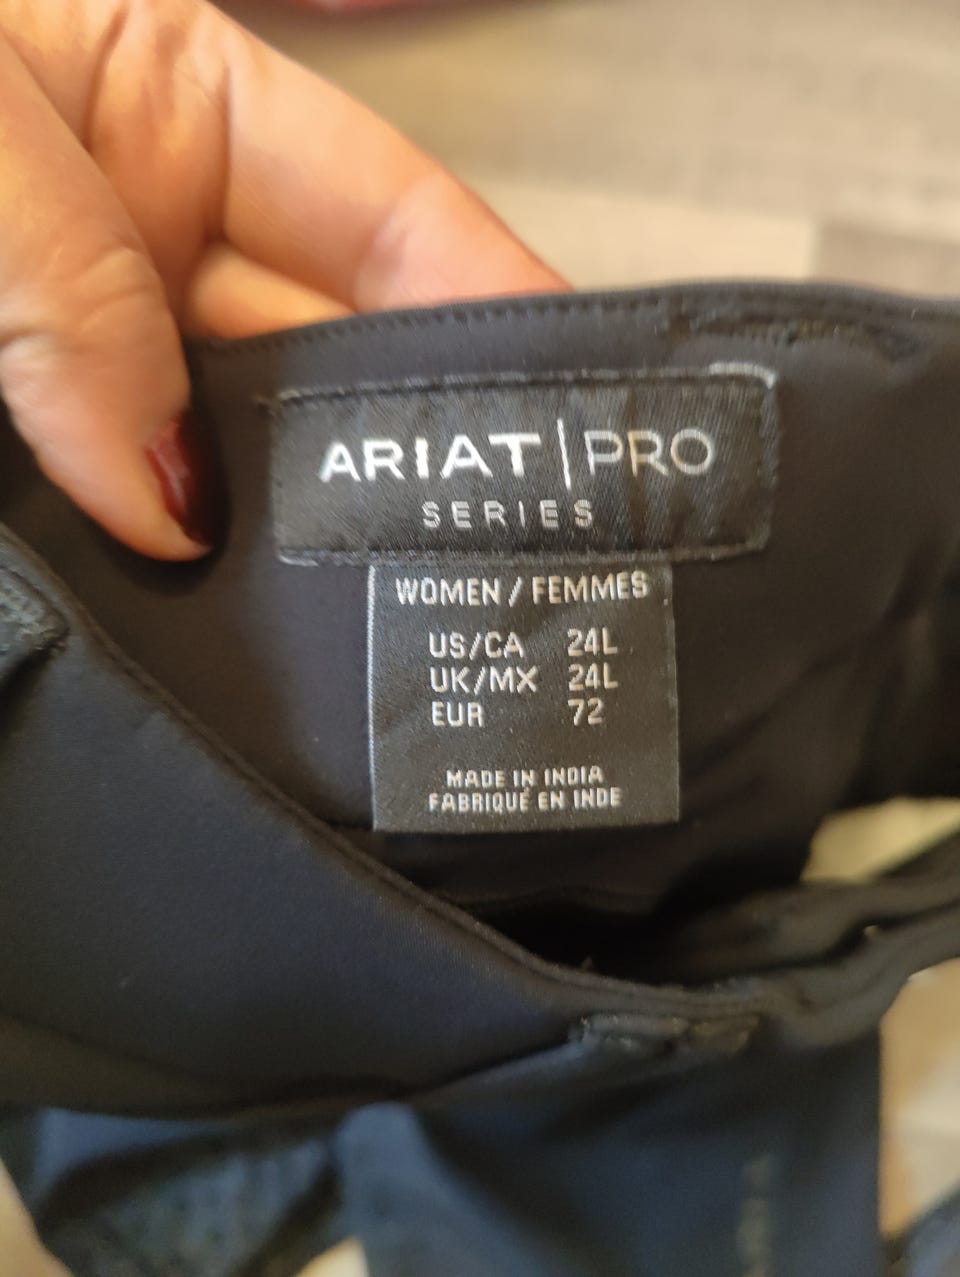 ARIAT | PRO
SERIES
WOMEN / FEMMES
US/CA 24L
UK/MX 24L
EUR 72
MADE IN INDIA
FABRIQUÉ EN INDE